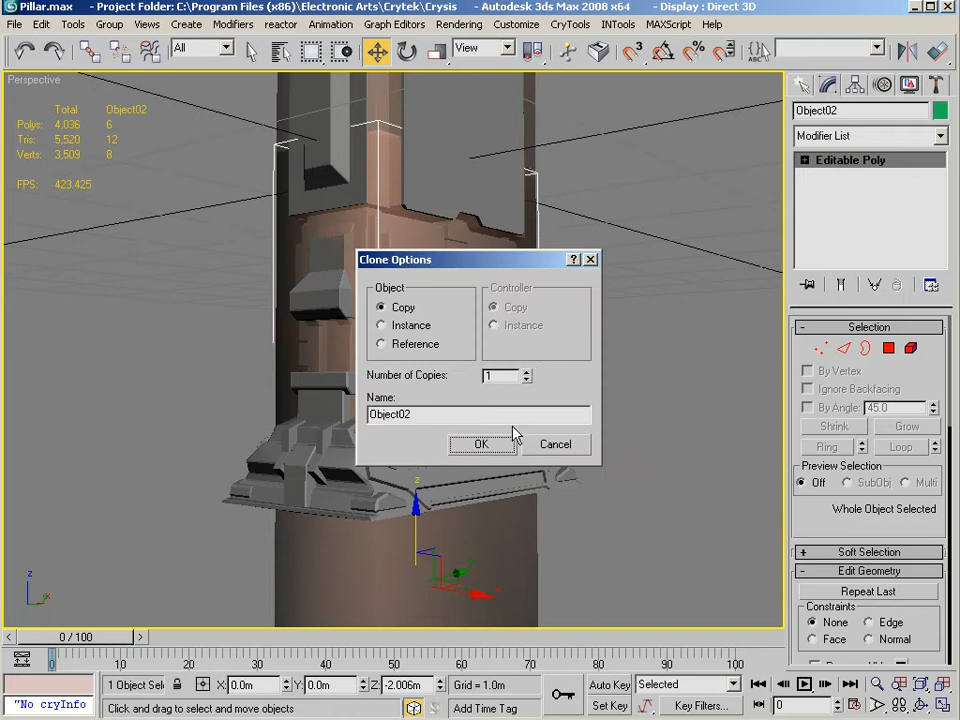 Pillar.max - Project Folder: C:\Program Files (x86)\Electronic Arts\Crytek\Crysis - Autodesk 3ds Max 2008 x64 - Display : Direct 3D
File Edit Tools Group Views Create Modifiers reactor Animation Graph Editors Rendering Customize CryTools INTools MAXScript Help
All View
Perspective
Total Object02
Polys: 4,036 6
Tris: 5,520 12
Verts: 3,509 8
FPS: 423.425
Clone Options
Object Controller
Copy Copy
Instance Instance
Reference
Number of Copies: 1
Name:
Object02
OK Cancel
z
x
z
x
Object02
Modifier List
Editable Poly
Selection
By Vertex
Ignore Backfacing
By Angle: 45.0
Shrink Grow
Ring Loop
Preview Selection
Off SubObj Multi
Whole Object Selected
Soft Selection
Edit Geometry
Repeat Last
Constraints
None Edge
Face Normal
0 / 100
0 10 20 30 40 50 60 70 80 90 100
1 Object Sel X: 0.0m Y: 0.0m Z: -2.006m Grid = 1.0m Auto Key Selected
"No cryInfo Click and drag to select and move objects Add Time Tag Set Key Key Filters... 0